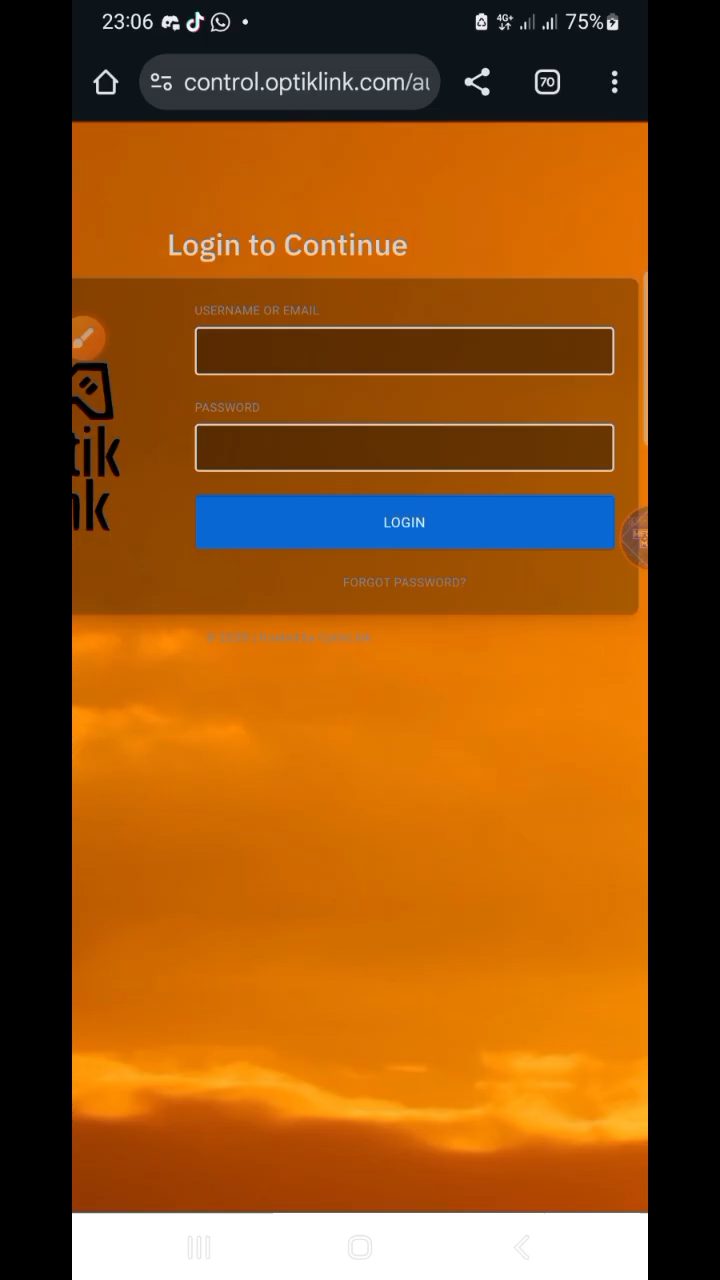 23:06 4G+ 75%
control.optiklink.com/au 70
Login to Continue
USERNAME OR EMAIL
tik
nk
PASSWORD
LOGIN
FORGOT PASSWORD?